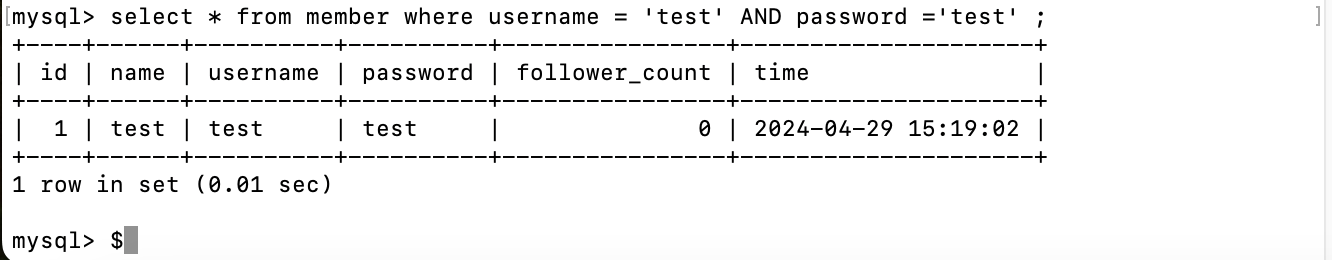 [mysql> select * from member where username = 'test' AND password ='test' ; ]
+----+------+----------+----------+----------------+---------------------+
| id | name | username | password | follower_count | time                |
+----+------+----------+----------+----------------+---------------------+
|  1 | test | test     | test     |              0 | 2024-04-29 15:19:02 |
+----+------+----------+----------+----------------+---------------------+
1 row in set (0.01 sec)
mysql> $